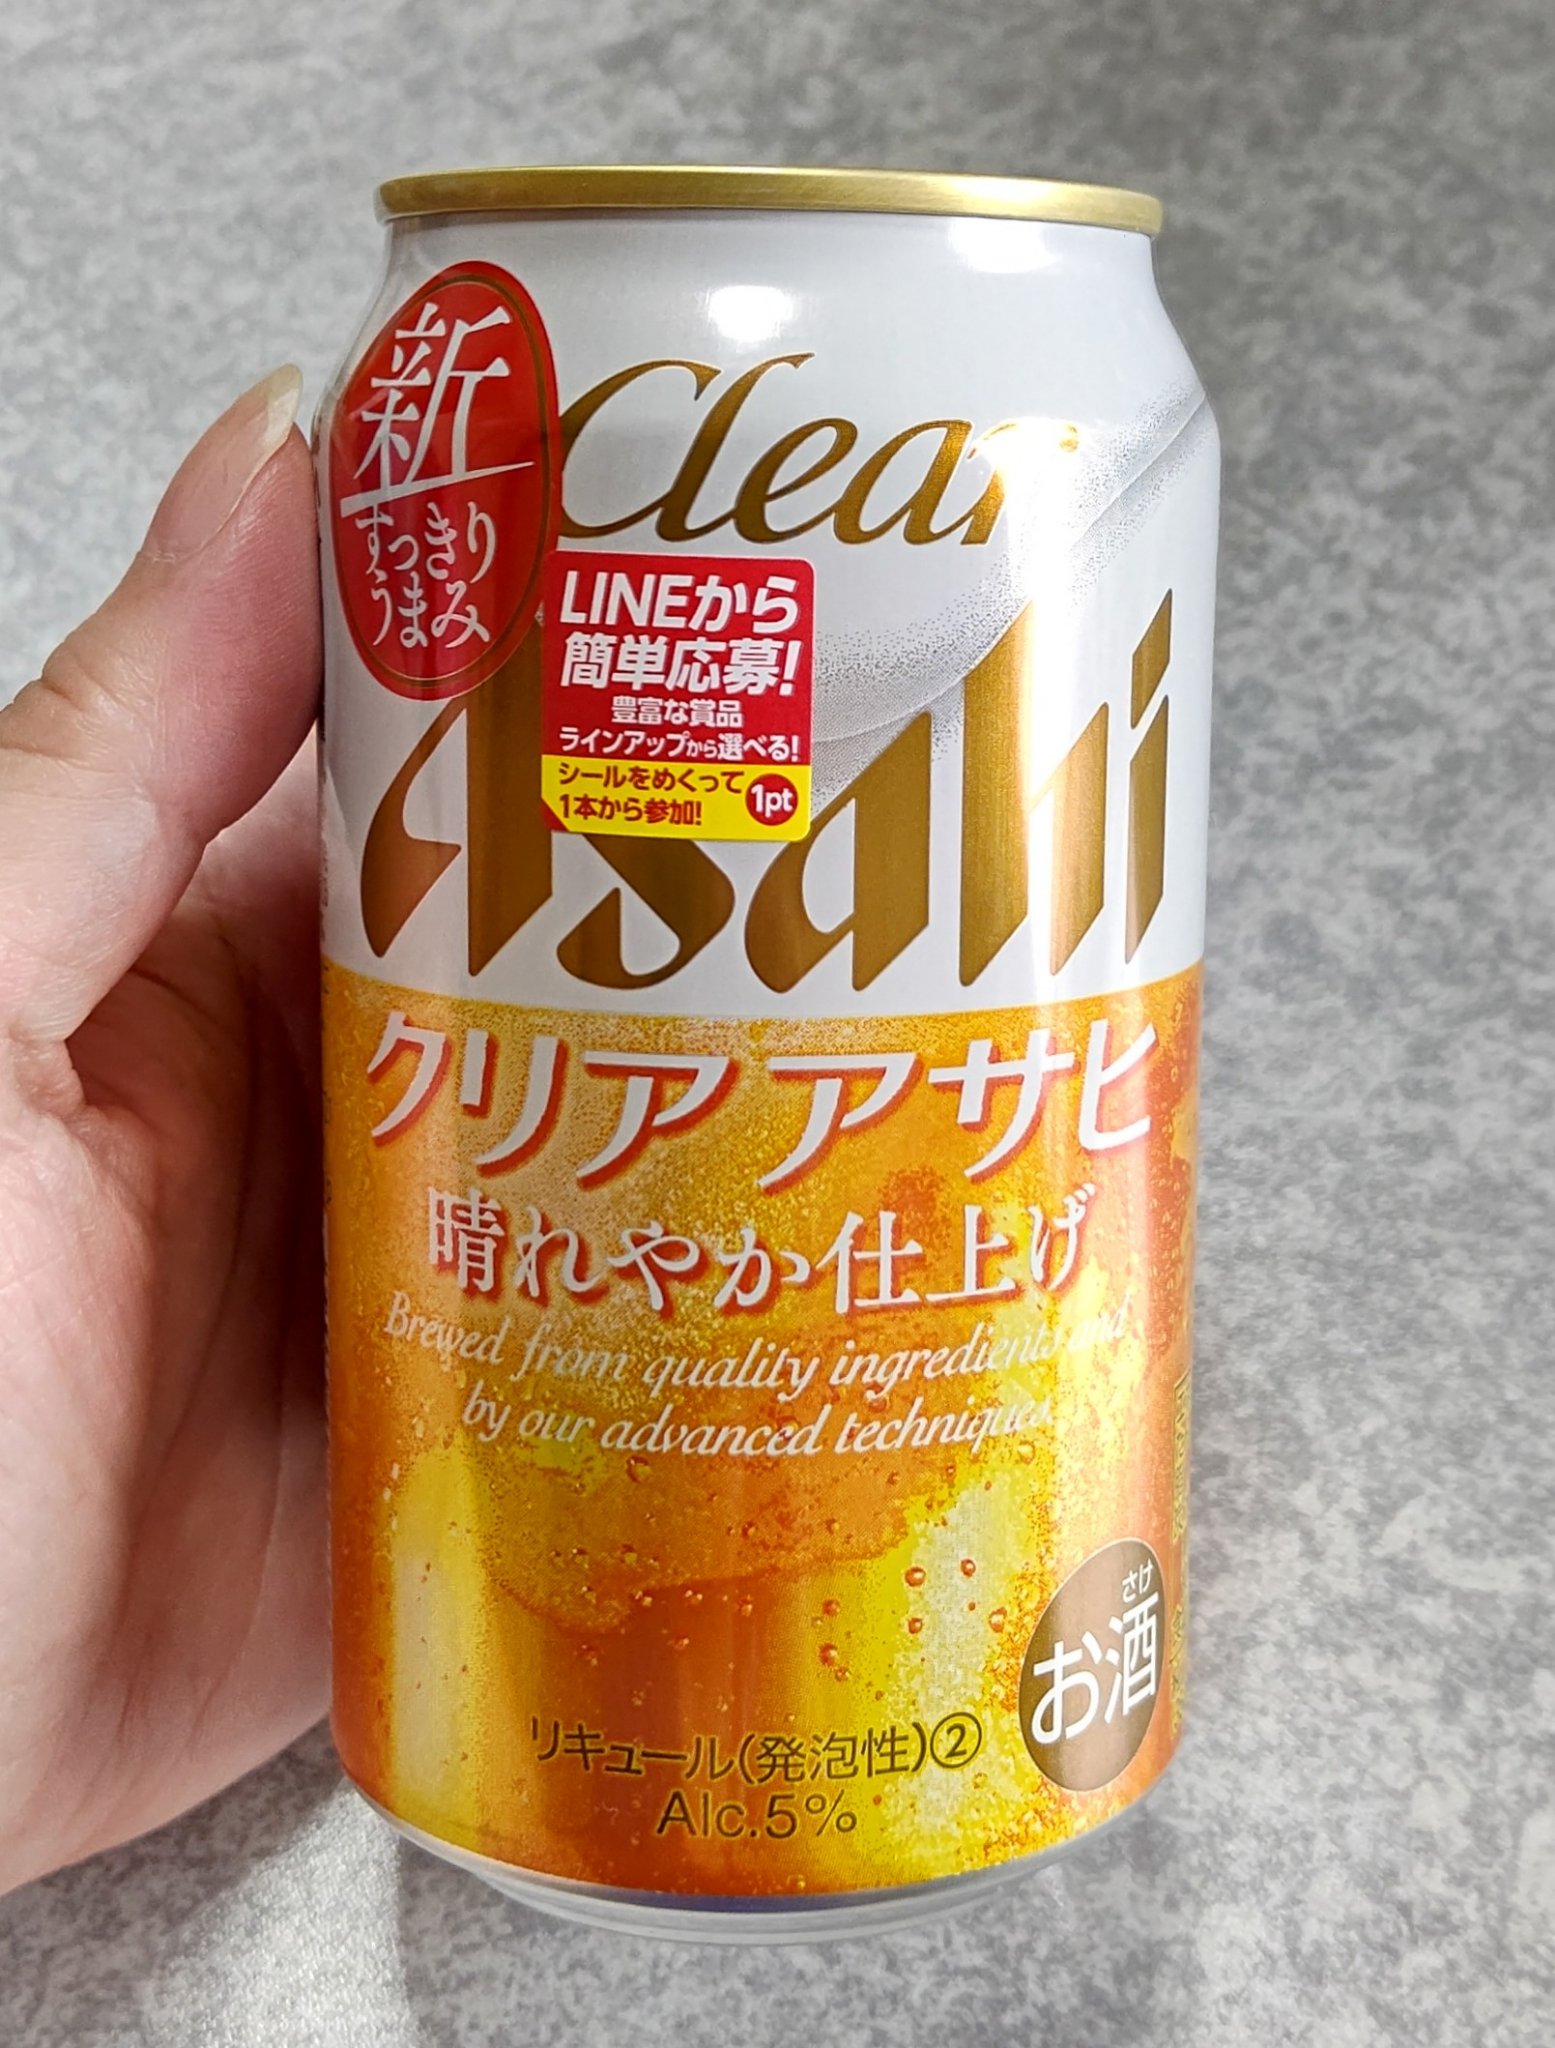 新
すっきり
うまみ
Clear
LINEから
簡単応募!
豊富な賞品
ラインアップから選べる!
シールをめくって
1本から参加!
1pt
Asahi
クリアアサヒ
晴れやか仕上げ
Brewed from quality ingredients and
by our advanced techniques.
さけ
お酒
リキュール(発泡性)②
Alc.5%